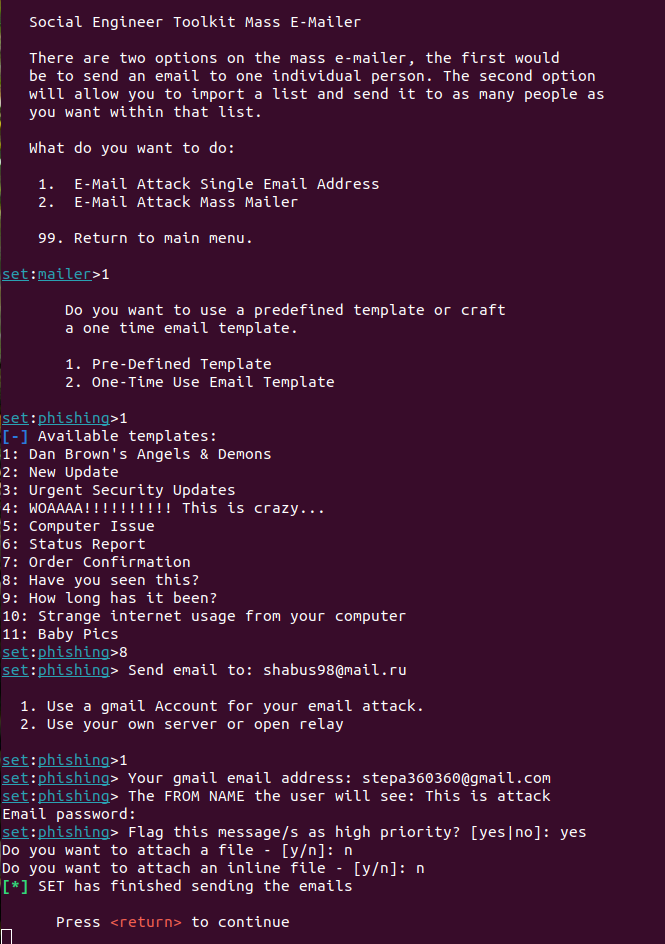 Social Engineer Toolkit Mass E-Mailer
There are two options on the mass e-mailer, the first would
be to send an email to one individual person. The second option
will allow you to import a list and send it to as many people as
you want within that list.
What do you want to do:
1.  E-Mail Attack Single Email Address
2.  E-Mail Attack Mass Mailer
99. Return to main menu.
set:mailer>1
Do you want to use a predefined template or craft
a one time email template.
1. Pre-Defined Template
2. One-Time Use Email Template
set:phishing>1
[-] Available templates:
1: Dan Brown's Angels & Demons
2: New Update
3: Urgent Security Updates
4: WOAAAA!!!!!!!!!! This is crazy...
5: Computer Issue
6: Status Report
7: Order Confirmation
8: Have you seen this?
9: How long has it been?
10: Strange internet usage from your computer
11: Baby Pics
set:phishing>8
set:phishing> Send email to: shabus98@mail.ru
1. Use a gmail Account for your email attack.
2. Use your own server or open relay
set:phishing>1
set:phishing> Your gmail email address: stepa360360@gmail.com
set:phishing> The FROM NAME the user will see: This is attack
Email password:
set:phishing> Flag this message/s as high priority? [yes|no]: yes
Do you want to attach a file - [y/n]: n
Do you want to attach an inline file - [y/n]: n
[*] SET has finished sending the emails
Press <return> to continue